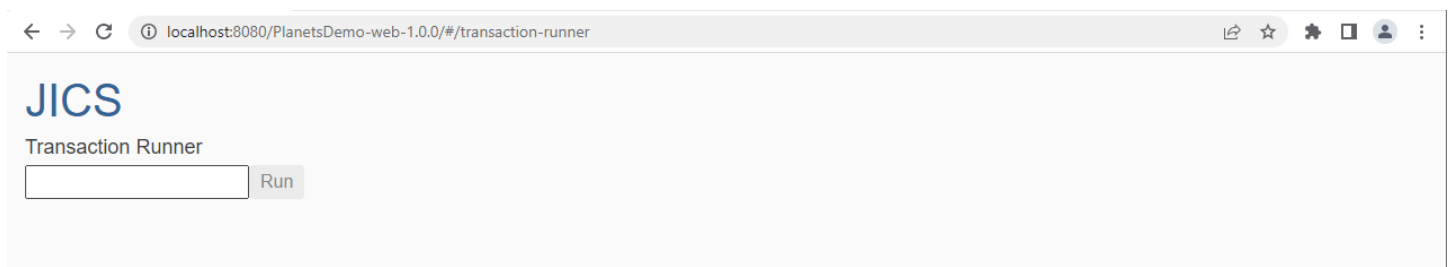 localhost:8080/PlanetsDemo-web-1.0.0/#/transaction-runner
JICS
Transaction Runner
Run